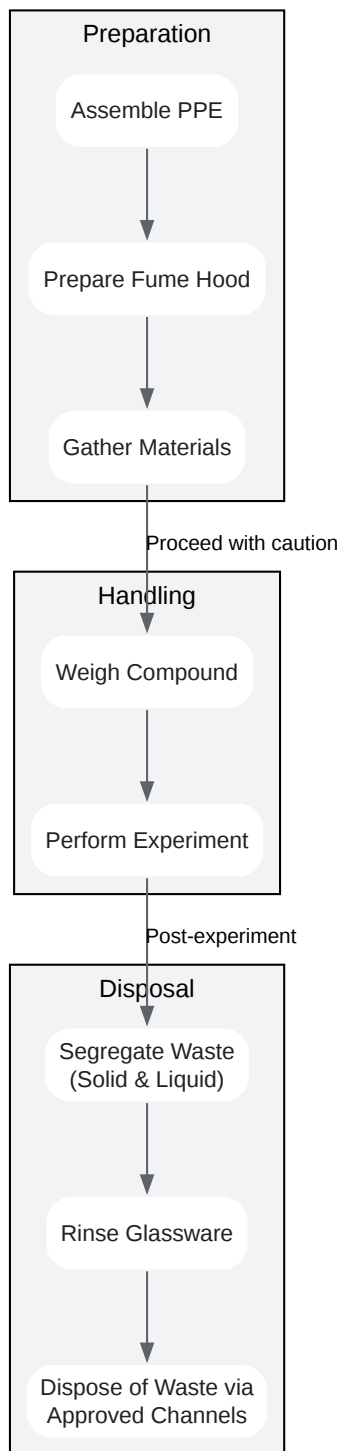 Preparation
Assemble PPE
Prepare Fume Hood
Gather Materials
Proceed with caution
Handling
Weigh Compound
Perform Experiment
Post-experiment
Disposal
Segregate Waste
(Solid & Liquid)
Rinse Glassware
Dispose of Waste via
Approved Channels